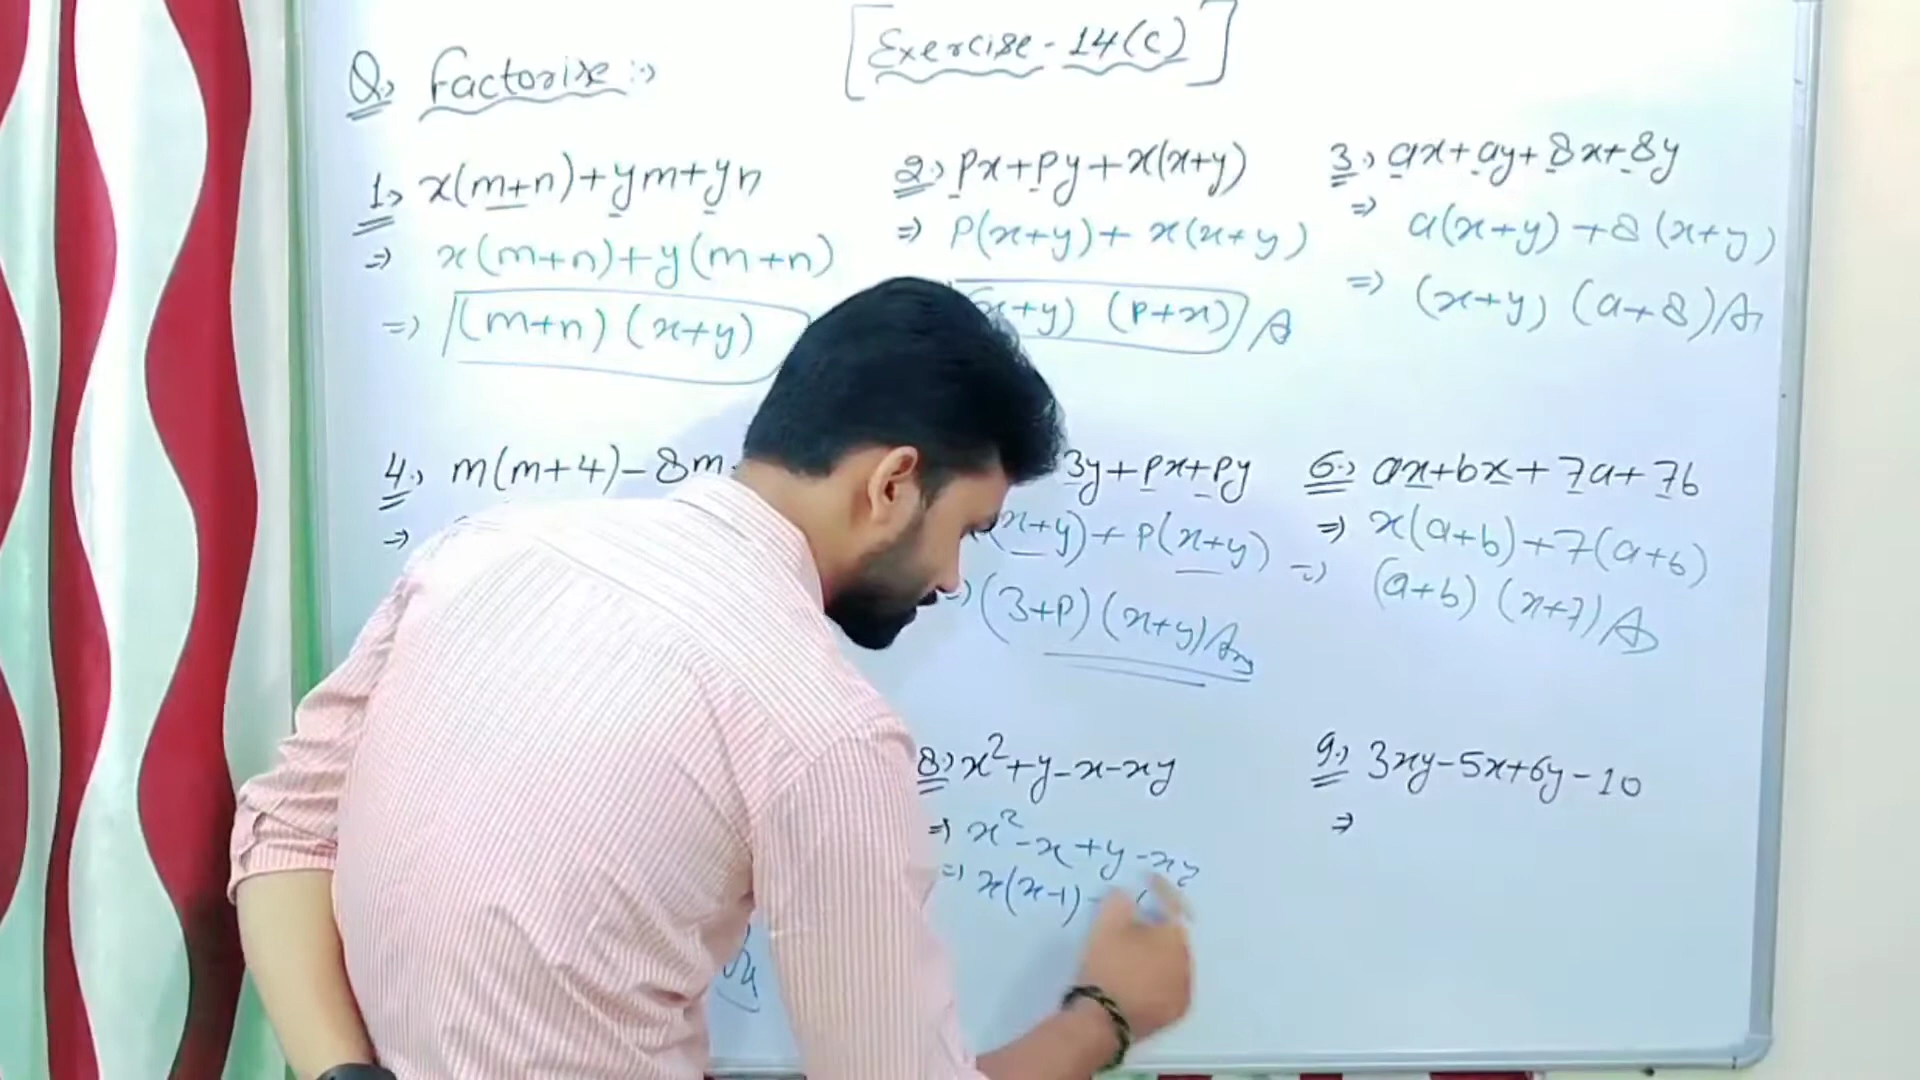 [Exercise - 14(c)]
Q. Factorise :-
1. x(m+n)+ym+yn
⇒ x(m+n)+y(m+n)
⇒ (m+n) (x+y)
2. px+py+x(x+y)
⇒ P(x+y)+ x(x+y)
x+y) (P+x)
3. ax+ay+8x+8y
⇒ a(x+y)+8(x+y)
⇒ (x+y) (a+8)
4. m(m+4)-8m
⇒
3y+px+py
x+y)+P(x+y)
⇒ (3+P)(x+y) Ans
6. ax+bx+7a+7b
⇒ x(a+b)+7(a+b)
⇒ (a+b) (x+7)
8. x²+y-x-xy
⇒ x²-x+y-xy
⇒ x(x-1)
9. 3xy-5x+6y-10
⇒